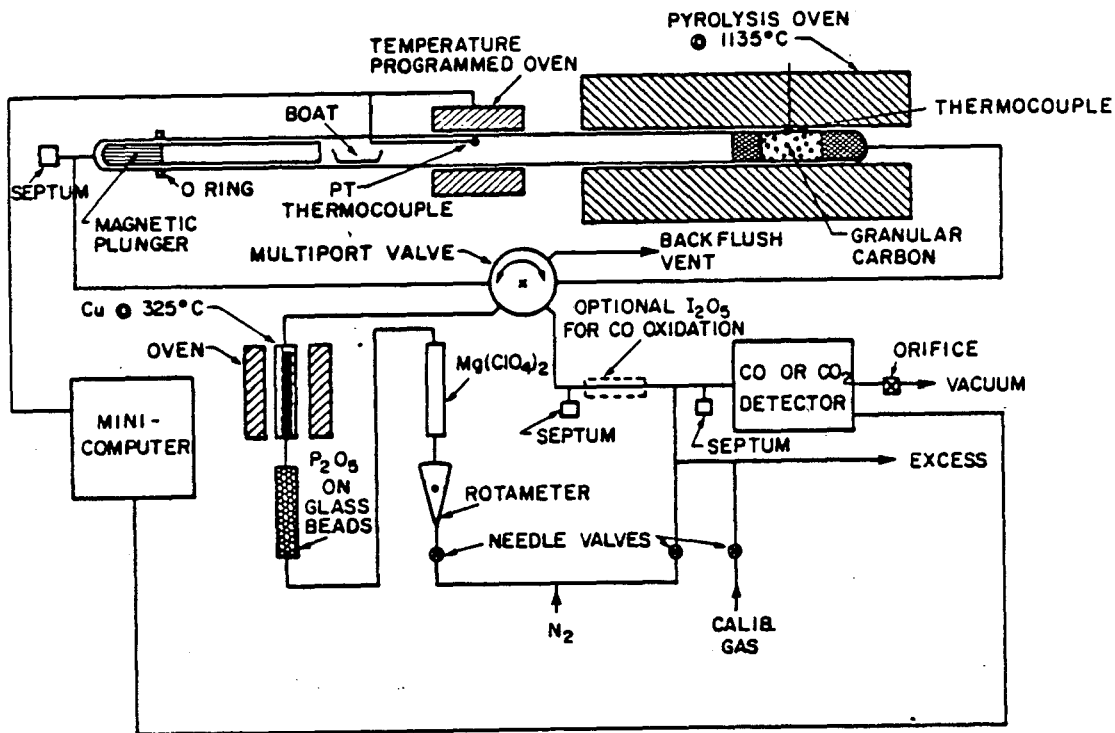 PYROLYSIS OVEN
@ 1135°C
TEMPERATURE
PROGRAMMED OVEN
THERMOCOUPLE
BOAT
SEPTUM
O RING
PT
THERMOCOUPLE
MAGNETIC
PLUNGER
GRANULAR
CARBON
MULTIPORT VALVE
BACKFLUSH
VENT
x
Cu @ 325°C
OPTIONAL I2O5
FOR CO OXIDATION
OVEN
Mg(ClO4)2
CO OR CO2
DETECTOR
ORIFICE
VACUUM
MINI-
COMPUTER
SEPTUM
SEPTUM
P2O5
ON
GLASS
BEADS
ROTAMETER
EXCESS
NEEDLE VALVES
N2
CALIB.
GAS